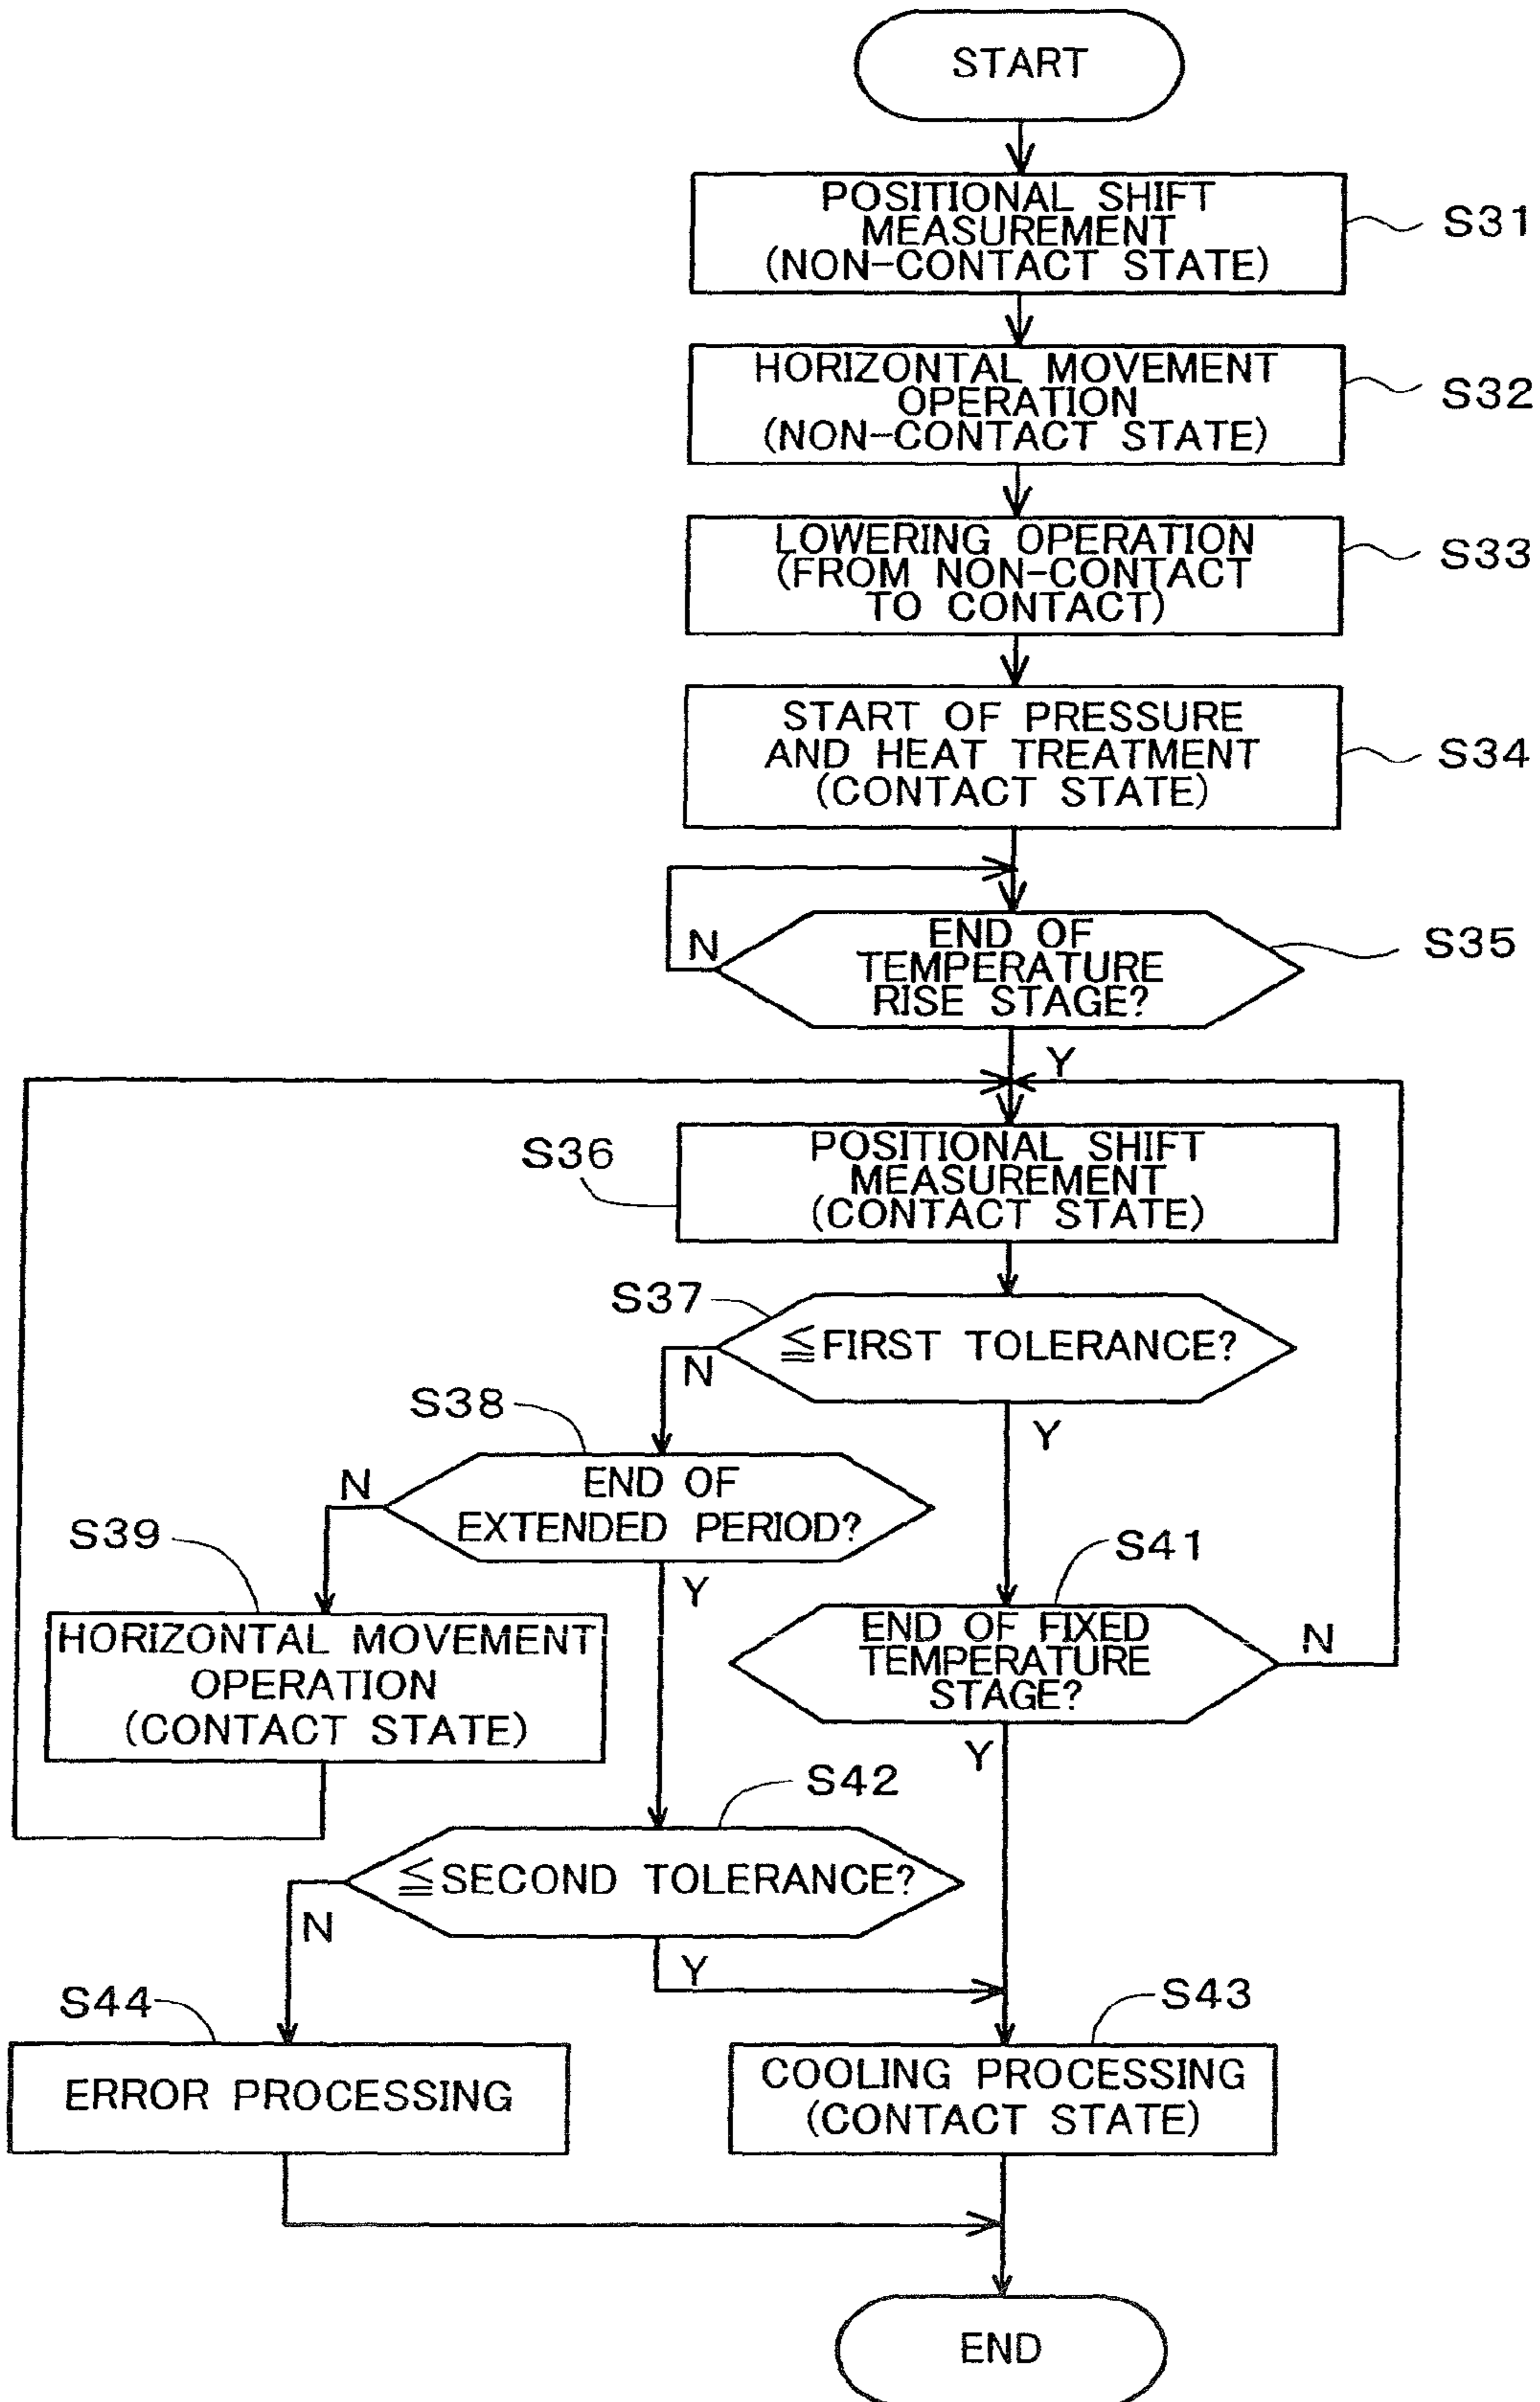 START
POSITIONAL SHIFT
MEASUREMENT
(NON-CONTACT STATE)
S31
HORIZONTAL MOVEMENT
OPERATION
(NON-CONTACT STATE)
S32
LOWERING OPERATION
(FROM NON-CONTACT
TO CONTACT)
S33
START OF PRESSURE
AND HEAT TREATMENT
(CONTACT STATE)
S34
END OF
TEMPERATURE
RISE STAGE?
S35
N
Y
S36
POSITIONAL SHIFT
MEASUREMENT
(CONTACT STATE)
S37
≦FIRST TOLERANCE?
N
Y
S38
END OF
EXTENDED PERIOD?
N
Y
S39
HORIZONTAL MOVEMENT
OPERATION
(CONTACT STATE)
S41
END OF FIXED
TEMPERATURE
STAGE?
N
Y
S42
≦SECOND TOLERANCE?
N
Y
S44
ERROR PROCESSING
S43
COOLING PROCESSING
(CONTACT STATE)
END